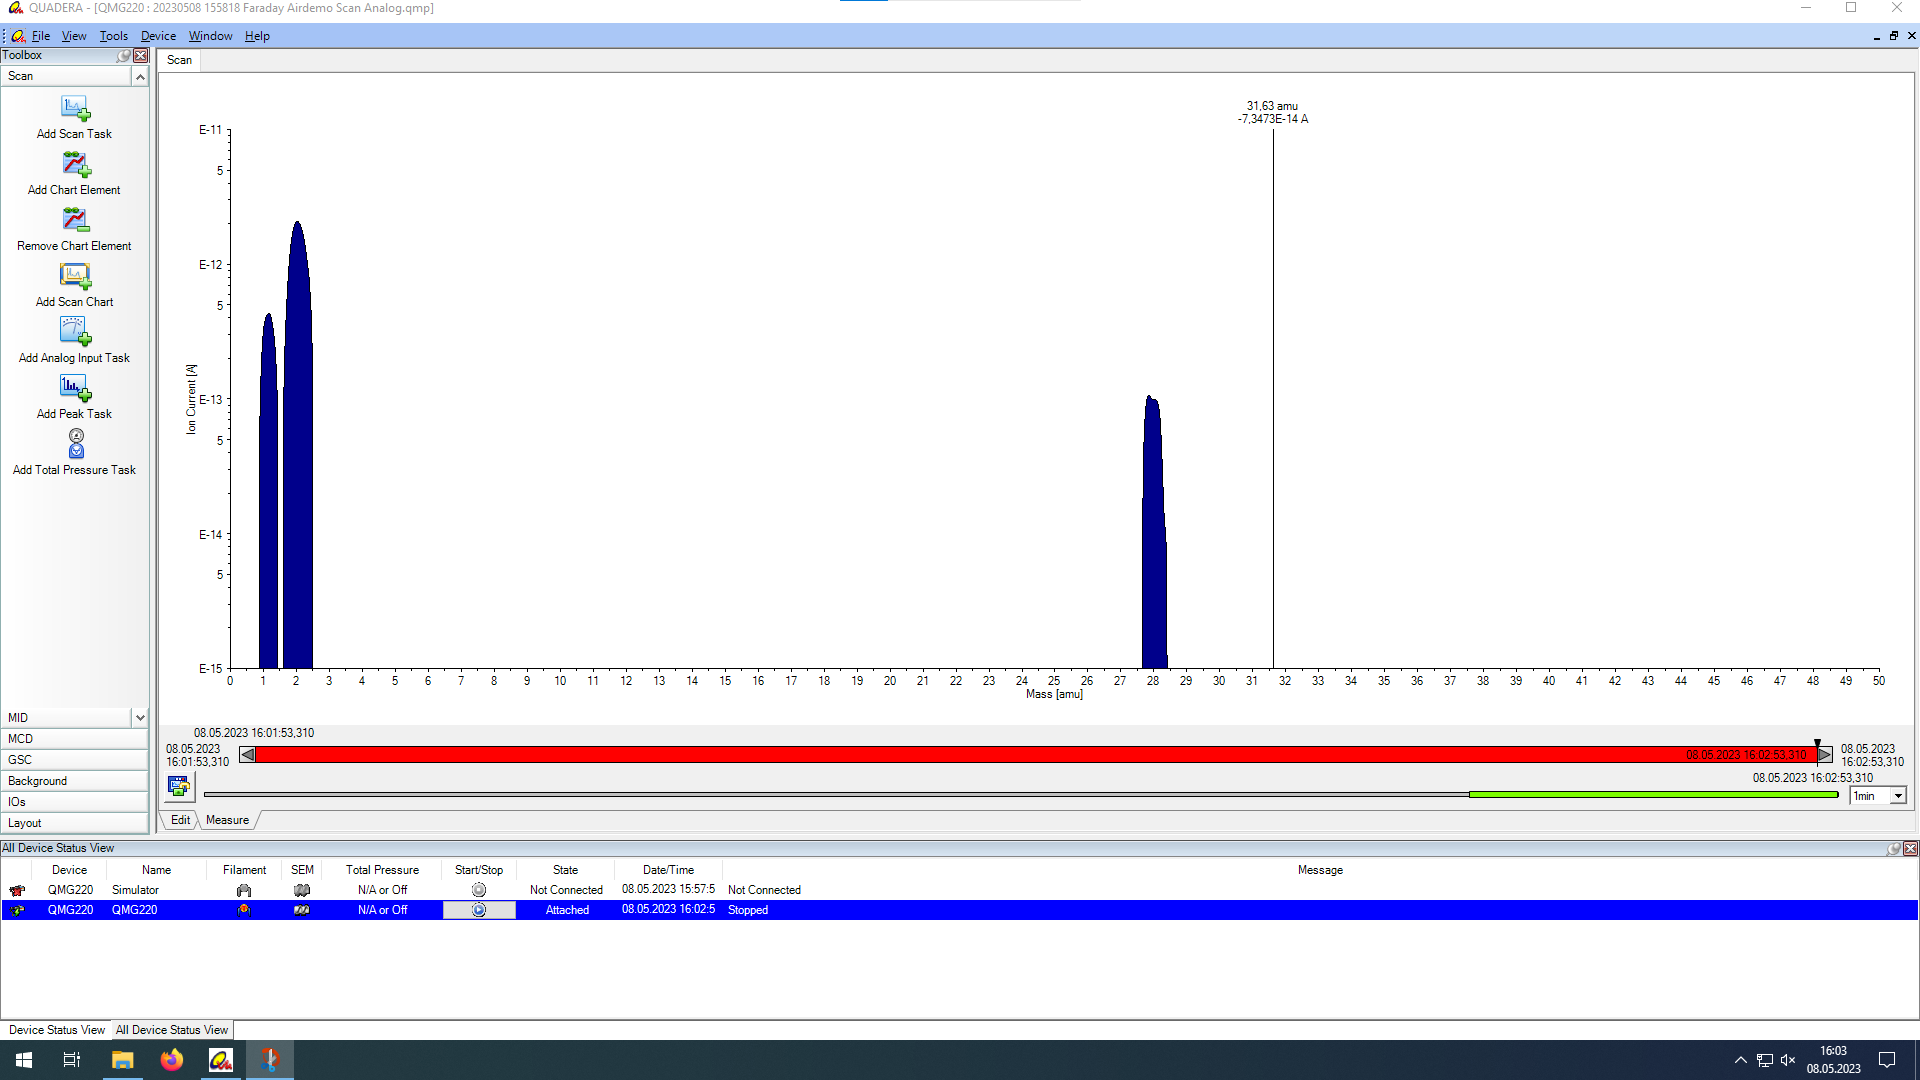 QUADERA - [QMG220 : 20230508 155818 Faraday Airdemo Scan Analog.qmp]
File View Tools Device Window Help
Toolbox
Scan
Add Scan Task
Add Chart Element
Remove Chart Element
Add Scan Chart
Add Analog Input Task
Add Peak Task
Add Total Pressure Task
MID
MCD
GSC
Background
IOs
Layout
Scan
31,63 amu
-7,3473E-14 A
E-11
5
E-12
5
E-13
5
E-14
5
E-15
Ion Current [A]
0 1 2 3 4 5 6 7 8 9 10 11 12 13 14 15 16 17 18 19 20 21 22 23 24 25 26 27 28 29 30 31 32 33 34 35 36 37 38 39 40 41 42 43 44 45 46 47 48 49 50
Mass [amu]
08.05.2023 16:01:53,310
08.05.2023
16:01:53,310
08.05.2023 16:02:53,310
08.05.2023
16:02:53,310
08.05.2023 16:02:53,310
1min
Edit Measure
All Device Status View
Device Name Filament SEM Total Pressure Start/Stop State Date/Time Message
QMG220 Simulator N/A or Off Not Connected 08.05.2023 15:57:5 Not Connected
QMG220 QMG220 N/A or Off Attached 08.05.2023 16:02:5 Stopped
Device Status View All Device Status View
16:03
08.05.2023